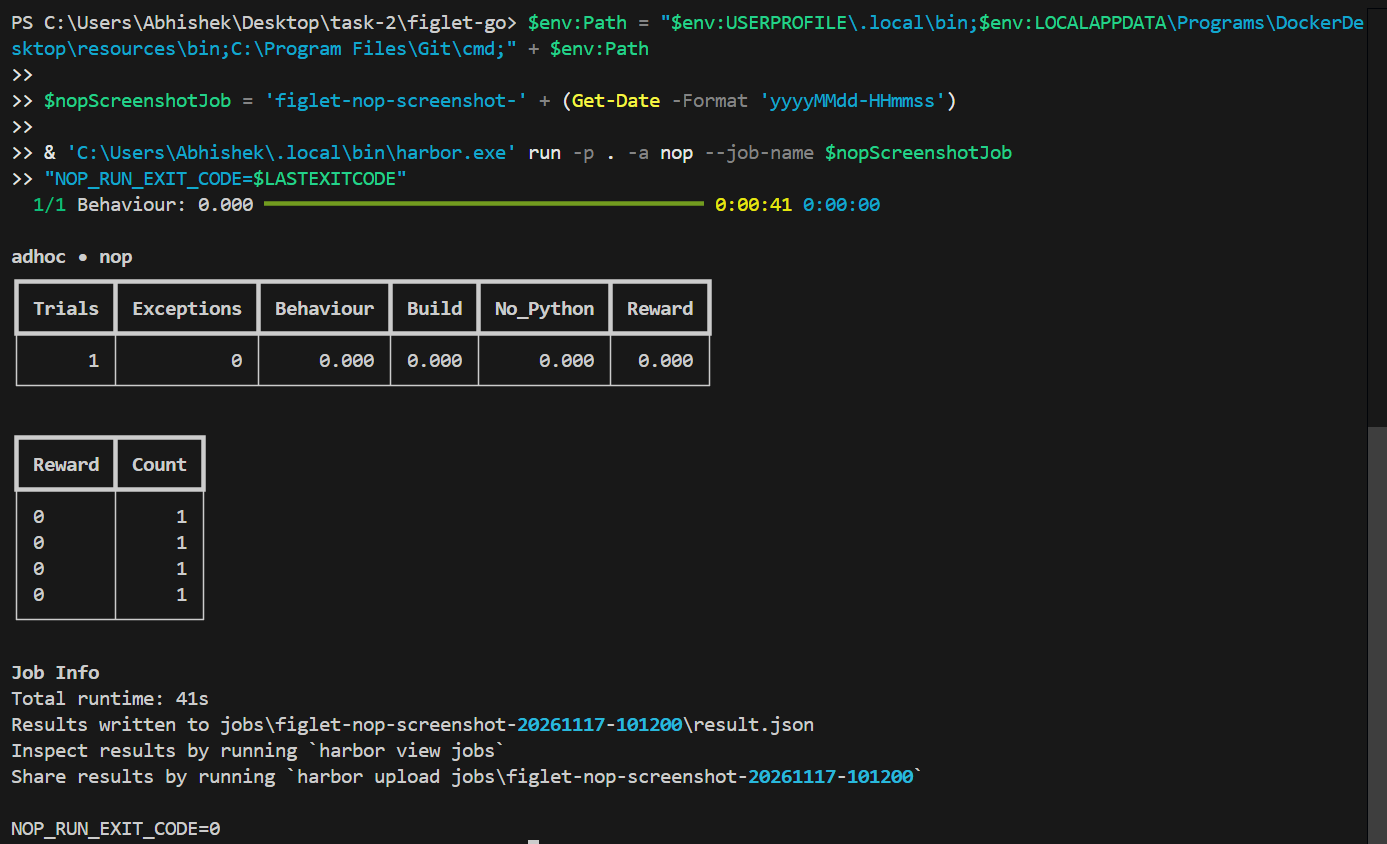 PS C:\Users\Abhishek\Desktop\task-2\figlet-go> $env:Path = "$env:USERPROFILE\.local\bin;$env:LOCALAPPDATA\Programs\DockerDe
sktop\resources\bin;C:\Program Files\Git\cmd;" + $env:Path
>>
>> $nopScreenshotJob = 'figlet-nop-screenshot-' + (Get-Date -Format 'yyyyMMdd-HHmmss')
>>
>> & 'C:\Users\Abhishek\.local\bin\harbor.exe' run -p . -a nop --job-name $nopScreenshotJob
>> "NOP_RUN_EXIT_CODE=$LASTEXITCODE"
1/1 Behaviour: 0.000 0:00:41 0:00:00
adhoc • nop
Trials Exceptions Behaviour Build No_Python Reward
1 0 0.000 0.000 0.000 0.000
Reward Count
0 1
0 1
0 1
0 1
Job Info
Total runtime: 41s
Results written to jobs\figlet-nop-screenshot-20261117-101200\result.json
Inspect results by running `harbor view jobs`
Share results by running `harbor upload jobs\figlet-nop-screenshot-20261117-101200`
NOP_RUN_EXIT_CODE=0